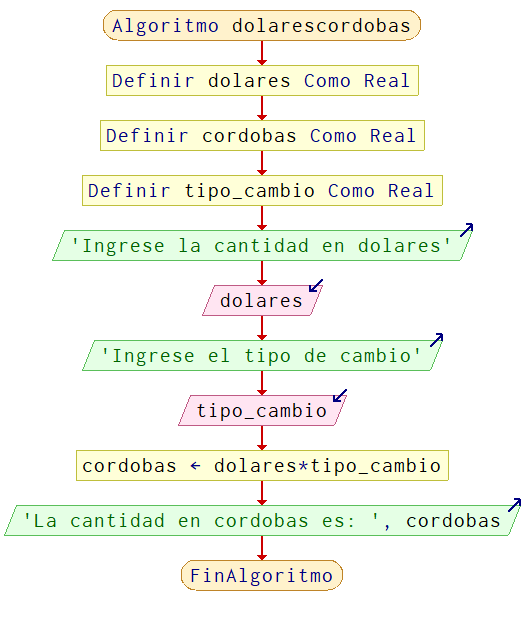 Algoritmo dolarescordobas
Definir dolares Como Real
Definir cordobas Como Real
Definir tipo_cambio Como Real
'Ingrese la cantidad en dolares'
dolares
'Ingrese el tipo de cambio'
tipo_cambio
cordobas ← dolares*tipo_cambio
'La cantidad en cordobas es: ', cordobas
FinAlgoritmo